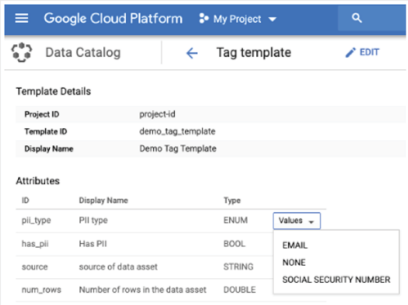 Google Cloud Platform My Project
Data Catalog Tag template EDIT
Template Details
Project ID project-id
Template ID demo_tag_template
Display Name Demo Tag Template
Attributes
ID Display Name Type
pii_type PII type ENUM Values
has_pii Has PII BOOL EMAIL
source source of data asset STRING NONE
num_rows Number of rows in the data asset DOUBLE SOCIAL SECURITY NUMBER